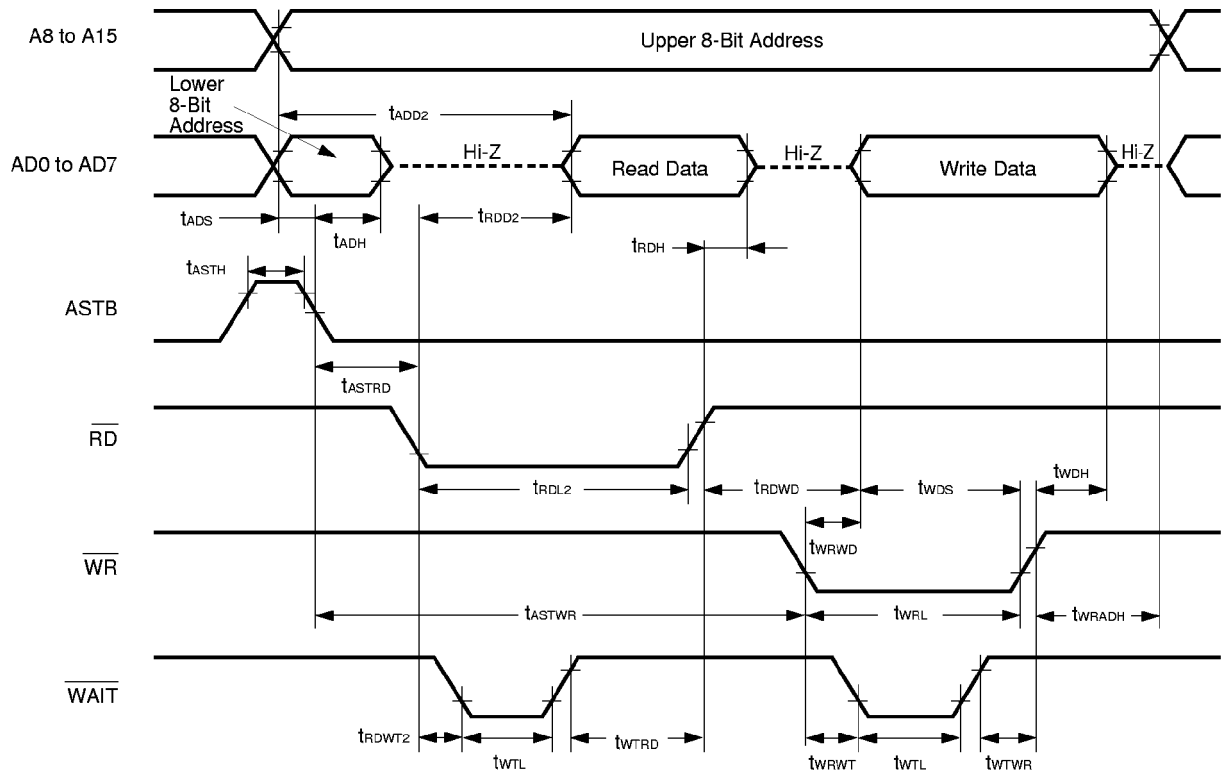 A8 to A15
Upper 8-Bit Address
Lower
8-Bit
Address
tADD2
AD0 to AD7
Hi-Z
Read Data
Hi-Z
Write Data
Hi-Z
tADS
tADH
tRDD2
tRDH
tASTH
ASTB
tASTRD
RD
tRDL2
tRDWD
tWDS
tWDH
tWRWD
WR
tASTWR
tWRL
tWRADH
WAIT
tRDWT2
tWTL
tWTRD
tWRWT
tWTL
tWTWR